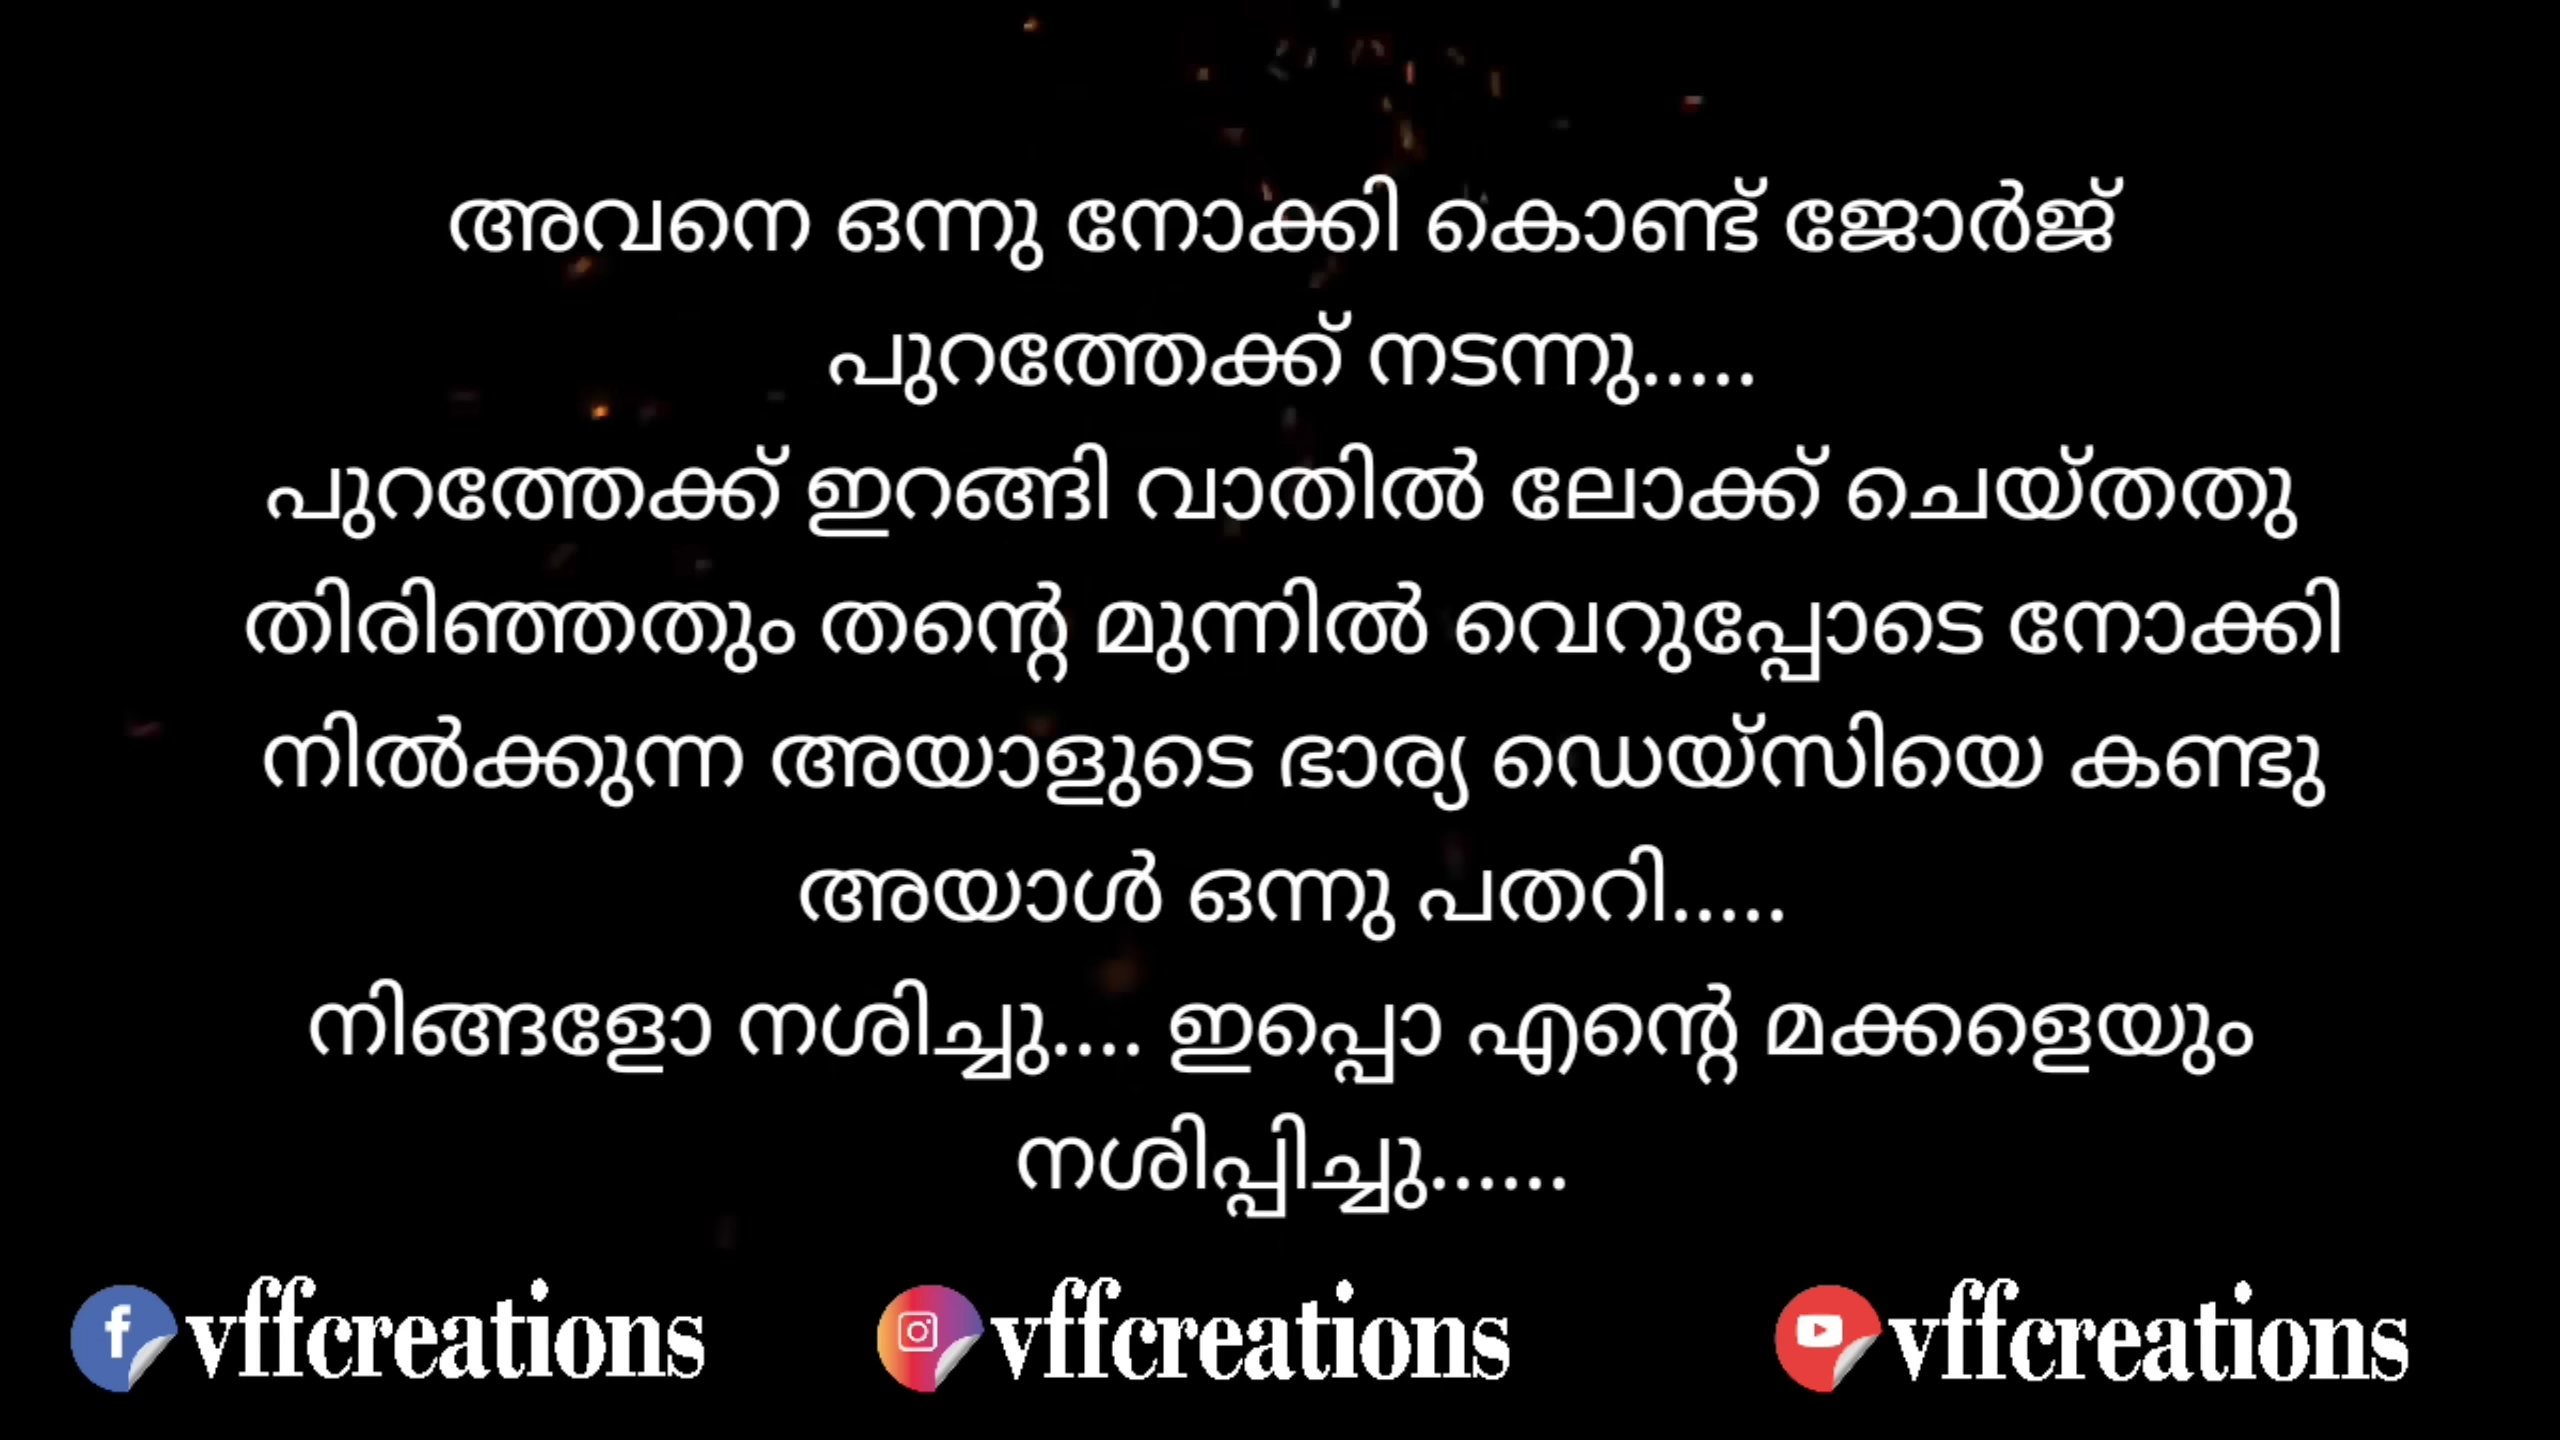 അവനെ ഒന്നു നോക്കി കൊണ്ട് ജോർജ്
പുറത്തേക്ക് നടന്നു.....
പുറത്തേക്ക് ഇറങ്ങി വാതിൽ ലോക്ക് ചെയ്തതു
തിരിഞ്ഞതും തന്റെ മുന്നിൽ വെറുപ്പോടെ നോക്കി
നിൽക്കുന്ന അയാളുടെ ഭാര്യ ഡെയ്സിയെ കണ്ടു
അയാൾ ഒന്നു പതറി.....
നിങ്ങളോ നശിച്ചു.... ഇപ്പൊ എന്റെ മക്കളെയും
നശിപ്പിച്ചു......
vffcreations vffcreations vffcreations